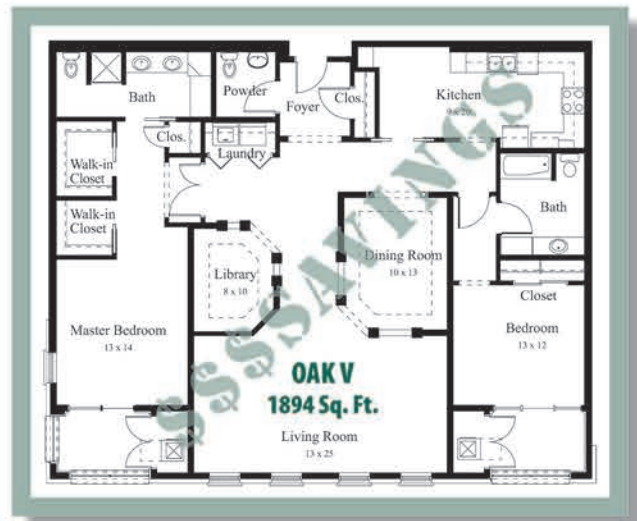 Bath
Powder
Foyer
Clos.
Kitchen
9 x 20
Clos.
Laundry
Walk-in
Closet
Walk-in
Closet
Bath
Library
8 x 10
Dining Room
10 x 13
Closet
Master Bedroom
13 x 14
Bedroom
13 x 12
$$$$SAVINGS
OAK V
1894 Sq. Ft.
Living Room
13 x 25